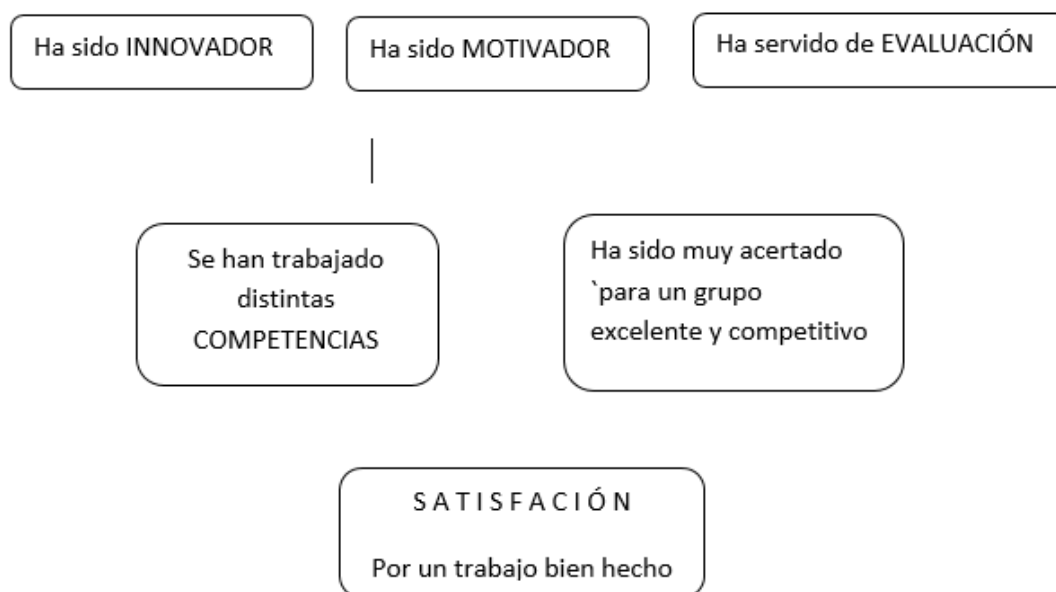 Ha sido INNOVADOR
Ha sido MOTIVADOR
Ha servido de EVALUACIÓN
Se han trabajado
distintas
COMPETENCIAS
Ha sido muy acertado
`para un grupo
excelente y competitivo
S A T I S F A C I Ó N
Por un trabajo bien hecho